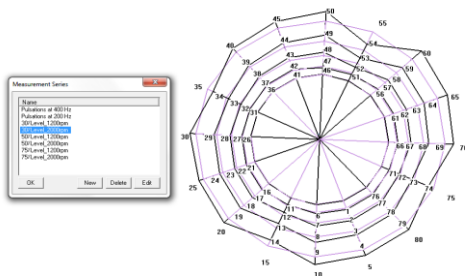 Measurement Series
Name
Pulsations at 400 Hz
Pulsations at 200 Hz
30%Level_1200rpm
30%Level_2000rpm
50%Level_1200rpm
50%Level_2000rpm
75%Level_1200rpm
75%Level_2000rpm
OK New Delete Edit
50
45 55
49
40 44 54 60
48
39 43 53 59
47
38 42 52 58 65
35 37 41 46 51 57 64
34 36 56 63
33 32 31 61 62
30 29 28 27 26 66 67 68 69 70
25 24 23 22 21 71 72 73 74 75
20 19 18 17 16 76 77 78 79 80
15 14 13 12 11 6 1 2 3 4
7 8 9
10 5